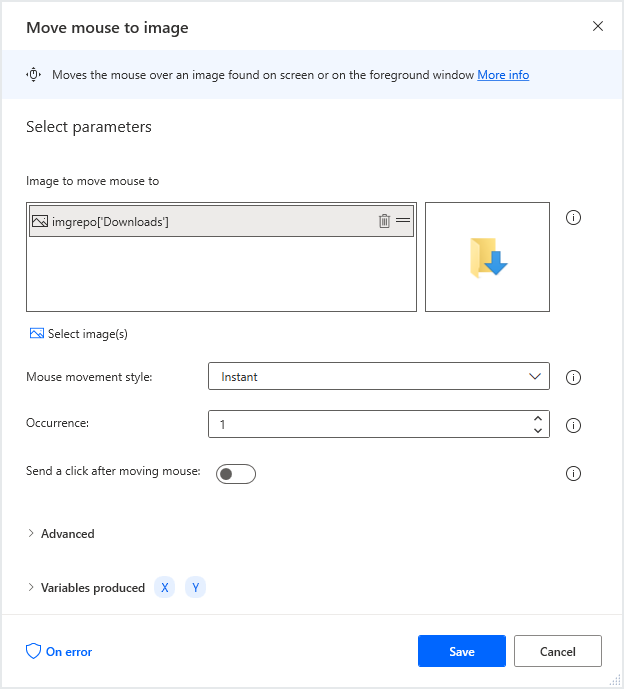 Move mouse to image
Moves the mouse over an image found on screen or on the foreground window More info
Select parameters
Image to move mouse to
imgrepo['Downloads']
Select image(s)
Mouse movement style: Instant
Occurrence: 1
Send a click after moving mouse:
Advanced
Variables produced X Y
On error Save Cancel